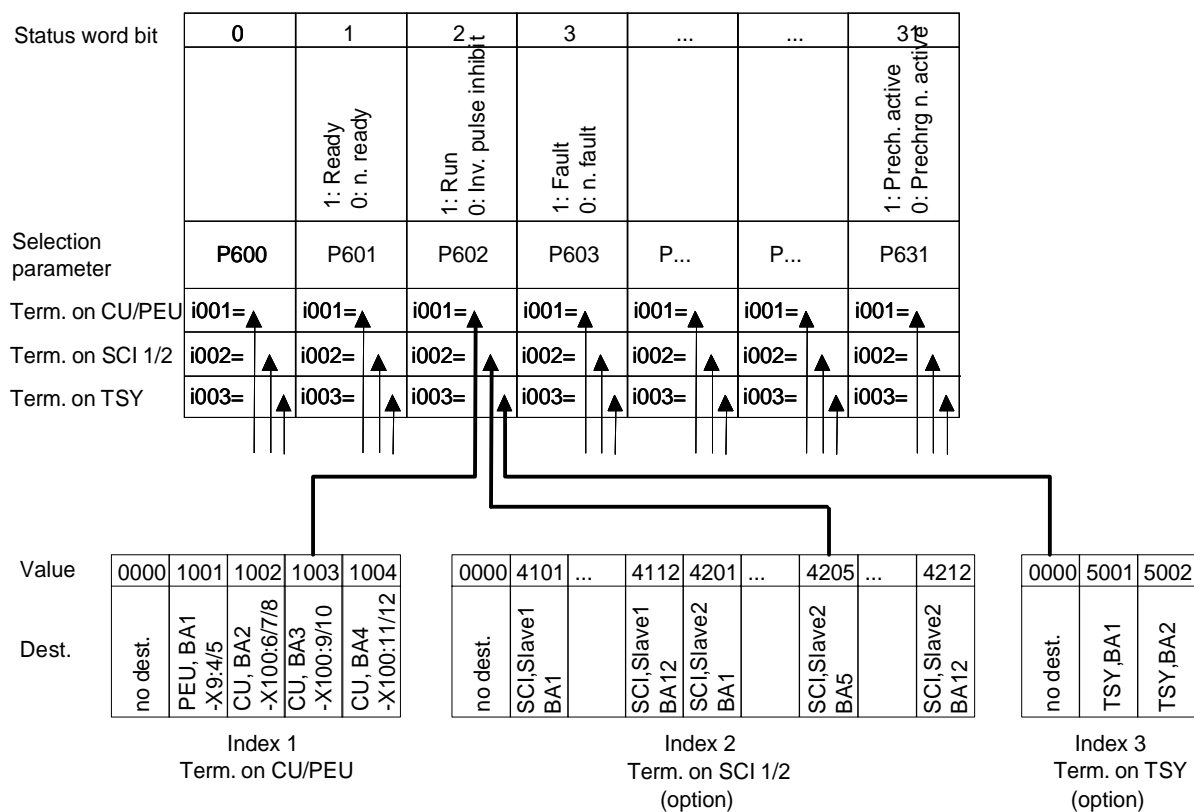 Status word bit 0 1 2 3 ... ... 31
1: Ready
0: n. ready
1: Run
0: Inv. pulse inhibit
1: Fault
0: n. fault
1: Prech. active
0: Prechrg n. active
Selection
parameter
P600 P601 P602 P603 P... P... P631
Term. on CU/PEU i001= i001= i001= i001= i001= i001= i001=
Term. on SCI 1/2 i002= i002= i002= i002= i002= i002= i002=
Term. on TSY i003= i003= i003= i003= i003= i003= i003=
Value 0000 1001 1002 1003 1004 0000 4101 ... 4112 4201 ... 4205 ... 4212 0000 5001 5002
Dest.
no dest.
PEU, BA1
-X9:4/5
CU, BA2
-X100:6/7/8
CU, BA3
-X100:9/10
CU, BA4
-X100:11/12
no dest.
SCI,Slave1
BA1
SCI,Slave1
BA12
SCI,Slave2
BA1
SCI,Slave2
BA5
SCI,Slave2
BA12
no dest.
TSY,BA1
TSY,BA2
Index 1
Term. on CU/PEU
Index 2
Term. on SCI 1/2
(option)
Index 3
Term. on TSY
(option)